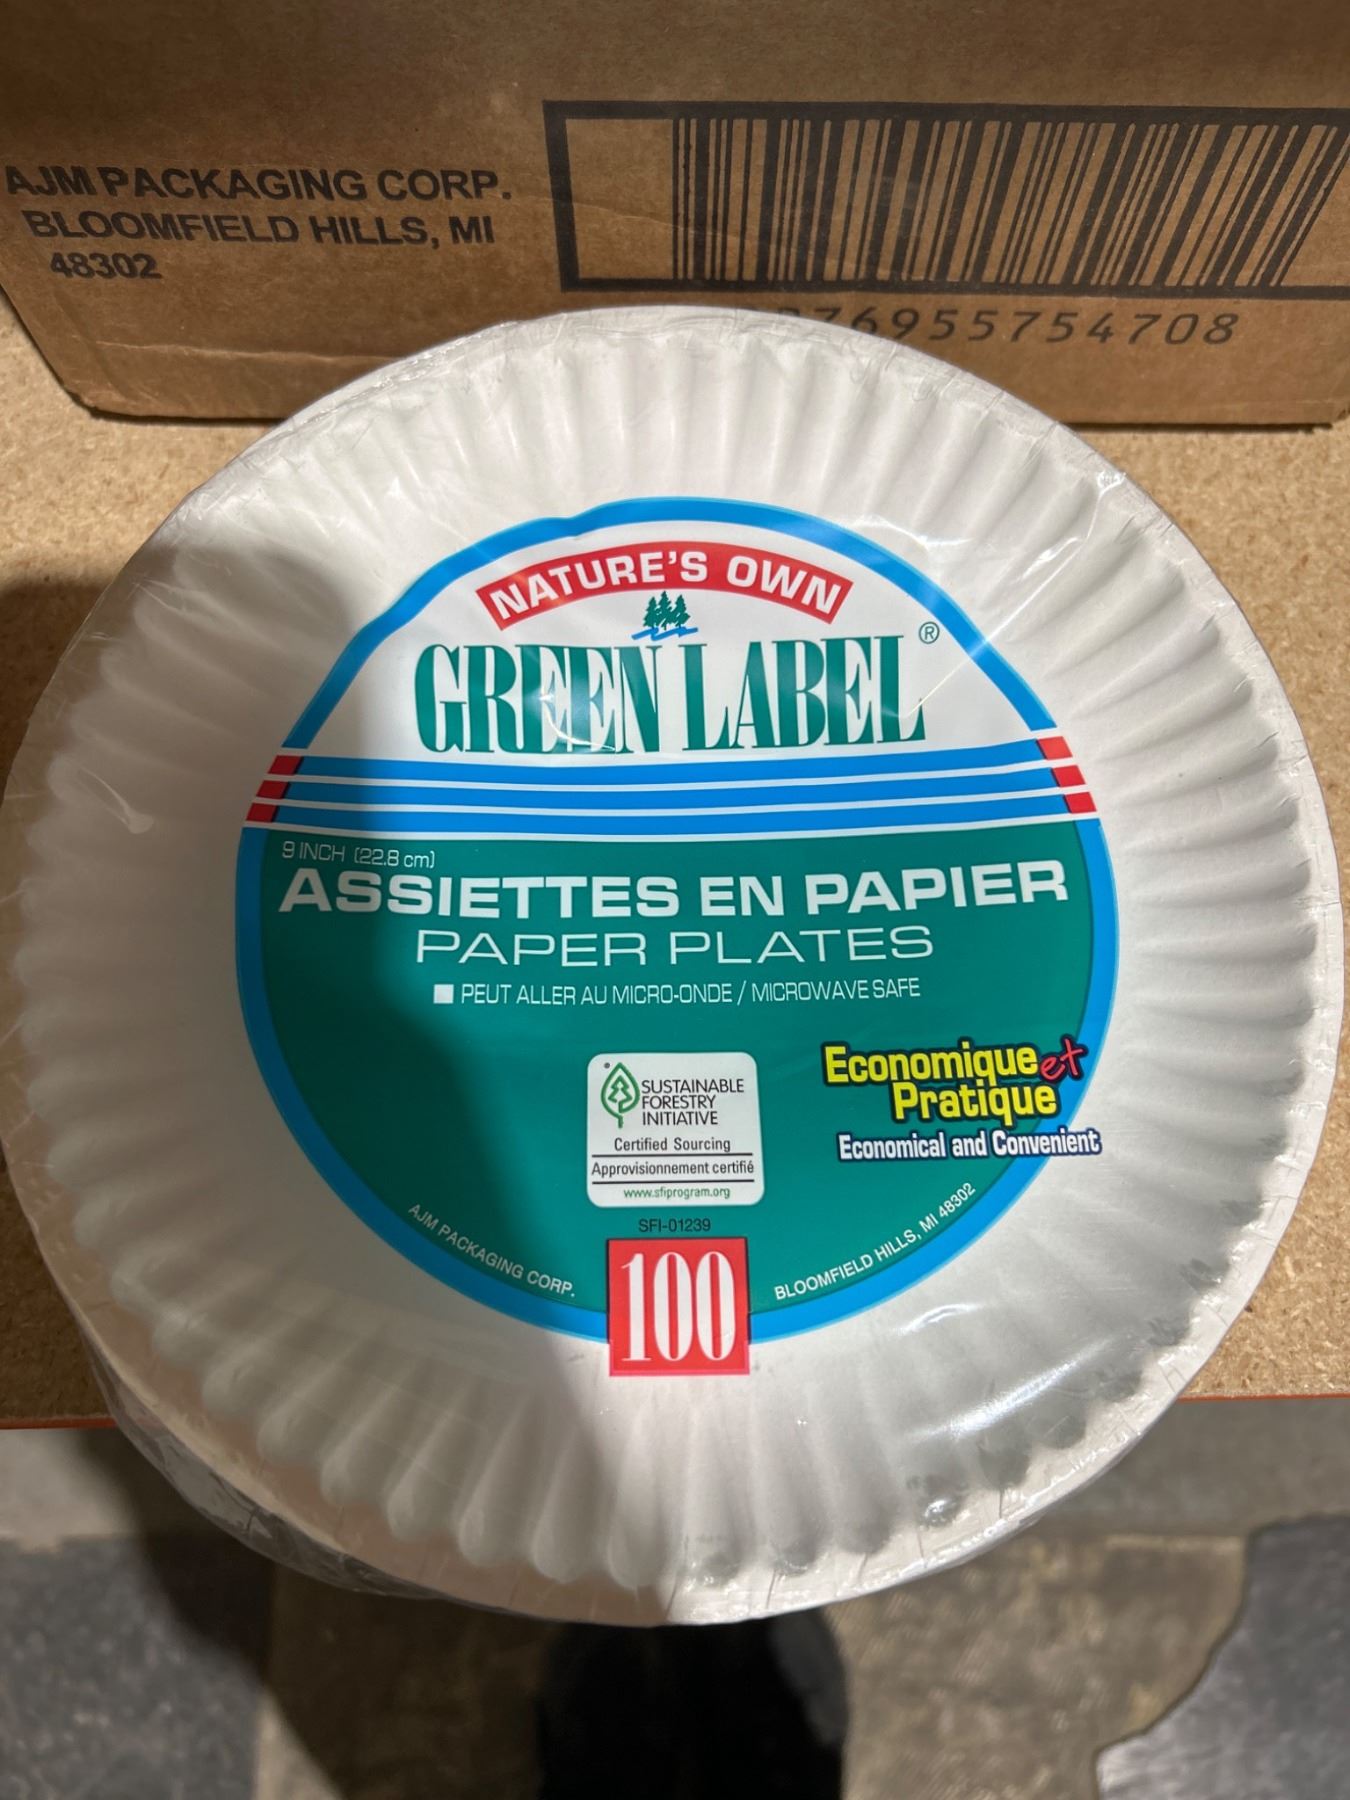 AJM PACKAGING CORP.
BLOOMFIELD HILLS, MI
48302
76955754708
NATURE'S OWN
GREEN LABEL®
9 INCH (22.8 cm)
ASSIETTES EN PAPIER
PAPER PLATES
■ PEUT ALLER AU MICRO-ONDE / MICROWAVE SAFE
Economique et
Pratique
Economical and Convenient
SUSTAINABLE
FORESTRY
INITIATIVE
Certified Sourcing
Approvisionnement certifié
www.sfiprogram.org
SFI-01239
AJM PACKAGING CORP.
100
BLOOMFIELD HILLS, MI 48302